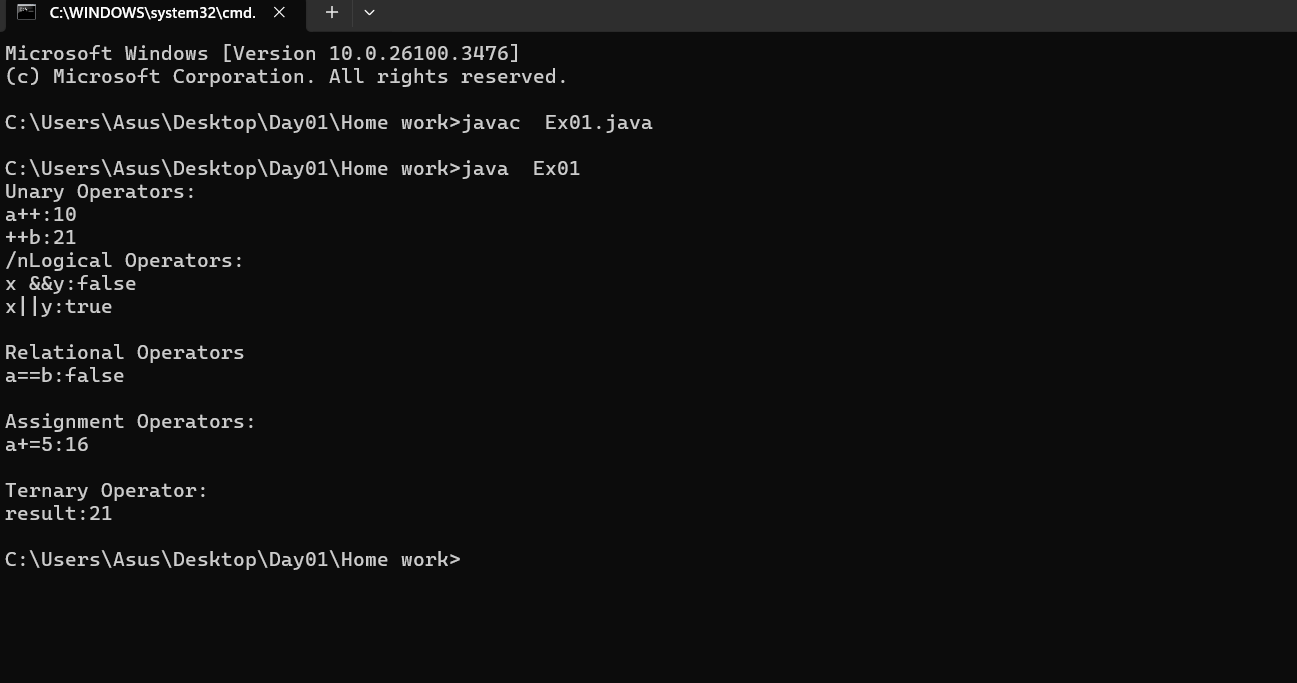 C:\WINDOWS\system32\cmd.
Microsoft Windows [Version 10.0.26100.3476]
(c) Microsoft Corporation. All rights reserved.
C:\Users\Asus\Desktop\Day01\Home work>javac  Ex01.java
C:\Users\Asus\Desktop\Day01\Home work>java  Ex01
Unary Operators:
a++:10
++b:21
/nLogical Operators:
x &&y:false
x||y:true
Relational Operators
a==b:false
Assignment Operators:
a+=5:16
Ternary Operator:
result:21
C:\Users\Asus\Desktop\Day01\Home work>